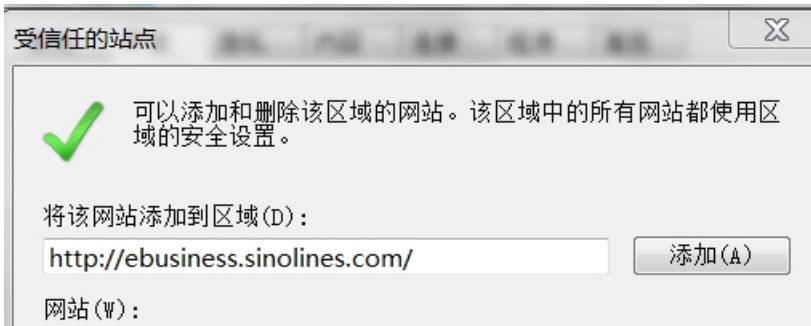 受信任的站点
可以添加和删除该区域的网站。该区域中的所有网站都使用区
域的安全设置。
将该网站添加到区域(D):
http://ebusiness.sinolines.com/
添加(A)
网站(W):